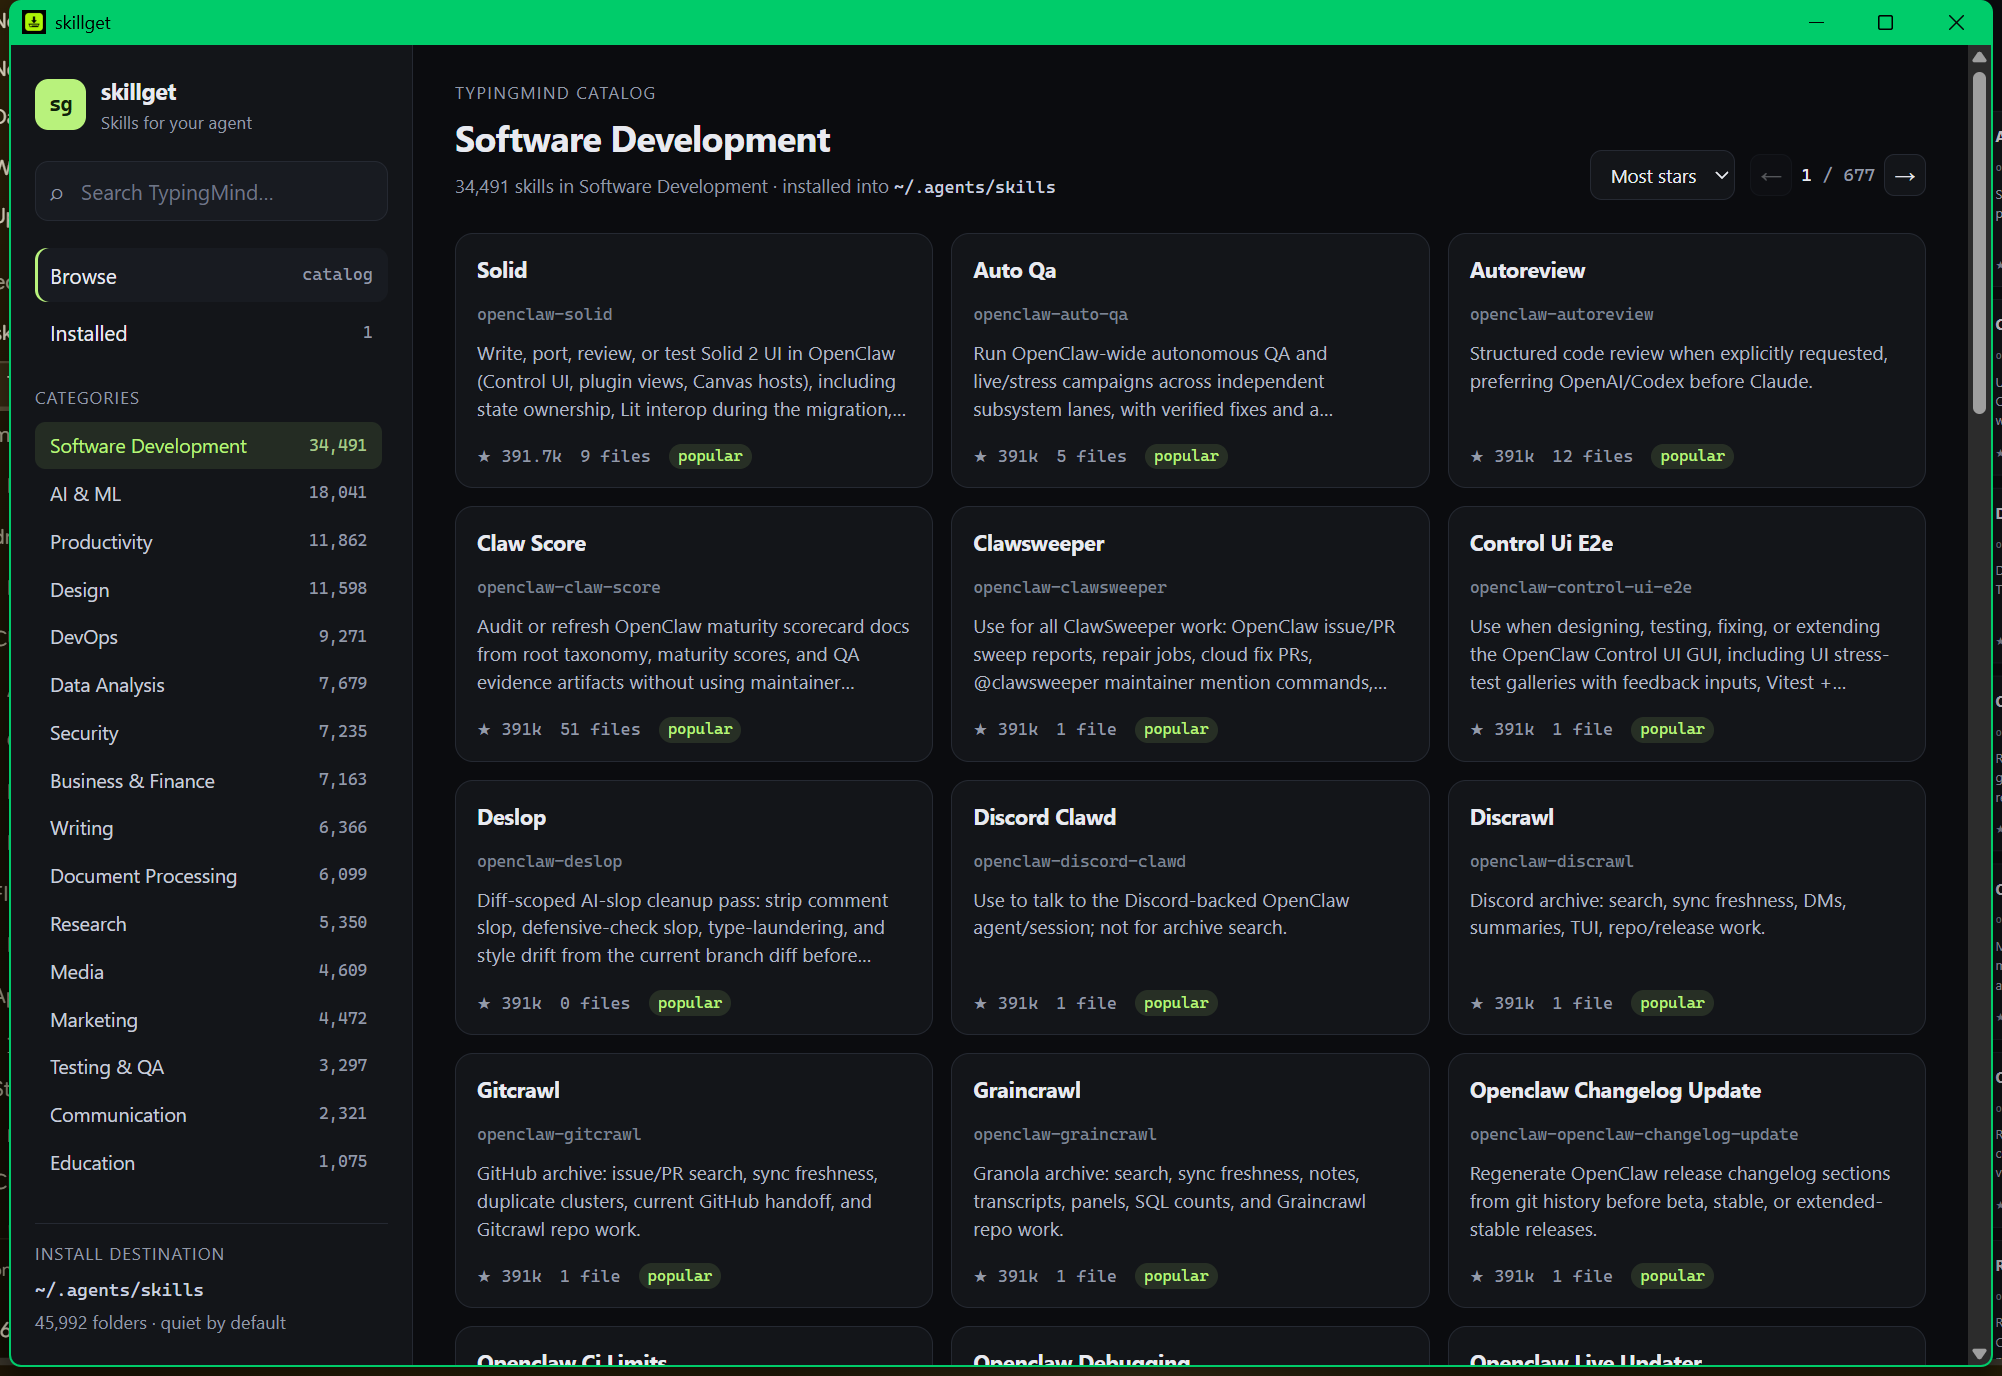 skillget
sg
skillget
Skills for your agent
Search TypingMind...
Browse catalog
Installed 1
CATEGORIES
Software Development 34,491
AI & ML 18,041
Productivity 11,862
Design 11,598
DevOps 9,271
Data Analysis 7,679
Security 7,235
Business & Finance 7,163
Writing 6,366
Document Processing 6,099
Research 5,350
Media 4,609
Marketing 4,472
Testing & QA 3,297
Communication 2,321
Education 1,075
INSTALL DESTINATION
~/.agents/skills
45,992 folders · quiet by default
TYPINGMIND CATALOG
Software Development
34,491 skills in Software Development · installed into ~/.agents/skills
Most stars
← 1 / 677 →
Solid
openclaw-solid
Write, port, review, or test Solid 2 UI in OpenClaw
(Control UI, plugin views, Canvas hosts), including
state ownership, Lit interop during the migration,...
★ 391.7k 9 files popular
Auto Qa
openclaw-auto-qa
Run OpenClaw-wide autonomous QA and
live/stress campaigns across independent
subsystem lanes, with verified fixes and a...
★ 391k 5 files popular
Autoreview
openclaw-autoreview
Structured code review when explicitly requested,
preferring OpenAI/Codex before Claude.
★ 391k 12 files popular
Claw Score
openclaw-claw-score
Audit or refresh OpenClaw maturity scorecard docs
from root taxonomy, maturity scores, and QA
evidence artifacts without using maintainer...
★ 391k 51 files popular
Clawsweeper
openclaw-clawsweeper
Use for all ClawSweeper work: OpenClaw issue/PR
sweep reports, repair jobs, cloud fix PRs,
@clawsweeper maintainer mention commands,...
★ 391k 1 file popular
Control Ui E2e
openclaw-control-ui-e2e
Use when designing, testing, fixing, or extending
the OpenClaw Control UI GUI, including UI stress-
test galleries with feedback inputs, Vitest +...
★ 391k 1 file popular
Deslop
openclaw-deslop
Diff-scoped AI-slop cleanup pass: strip comment
slop, defensive-check slop, type-laundering, and
style drift from the current branch diff before...
★ 391k 0 files popular
Discord Clawd
openclaw-discord-clawd
Use to talk to the Discord-backed OpenClaw
agent/session; not for archive search.
★ 391k 1 file popular
Discrawl
openclaw-discrawl
Discord archive: search, sync freshness, DMs,
summaries, TUI, repo/release work.
★ 391k 1 file popular
Gitcrawl
openclaw-gitcrawl
GitHub archive: issue/PR search, sync freshness,
duplicate clusters, current GitHub handoff, and
Gitcrawl repo work.
★ 391k 1 file popular
Graincrawl
openclaw-graincrawl
Granola archive: search, sync freshness, notes,
transcripts, panels, SQL counts, and Graincrawl
repo work.
★ 391k 1 file popular
Openclaw Changelog Update
openclaw-openclaw-changelog-update
Regenerate OpenClaw release changelog sections
from git history before beta, stable, or extended-
stable releases.
★ 391k 1 file popular
Openclaw Ci Limits
Openclaw Debugging
Openclaw Live Updater